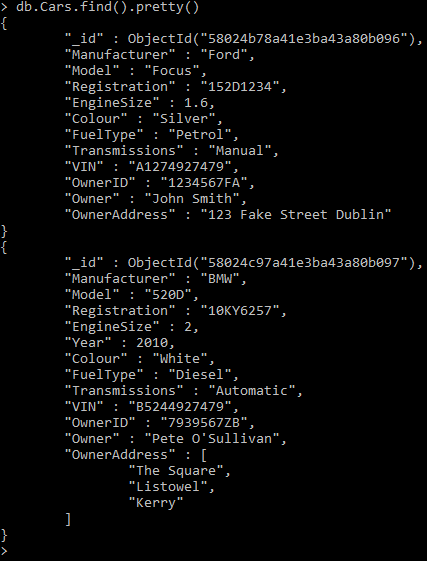 > db.Cars.find().pretty()
{
        "_id" : ObjectId("58024b78a41e3ba43a80b096"),
        "Manufacturer" : "Ford",
        "Model" : "Focus",
        "Registration" : "152D1234",
        "EngineSize" : 1.6,
        "Colour" : "Silver",
        "FuelType" : "Petrol",
        "Transmissions" : "Manual",
        "VIN" : "A1274927479",
        "OwnerID" : "1234567FA",
        "Owner" : "John Smith",
        "OwnerAddress" : "123 Fake Street Dublin"
}
{
        "_id" : ObjectId("58024c97a41e3ba43a80b097"),
        "Manufacturer" : "BMW",
        "Model" : "520D",
        "Registration" : "10KY6257",
        "EngineSize" : 2,
        "Year" : 2010,
        "Colour" : "White",
        "FuelType" : "Diesel",
        "Transmissions" : "Automatic",
        "VIN" : "B5244927479",
        "OwnerID" : "7939567ZB",
        "Owner" : "Pete O'Sullivan",
        "OwnerAddress" : [
                "The Square",
                "Listowel",
                "Kerry"
        ]
}
>